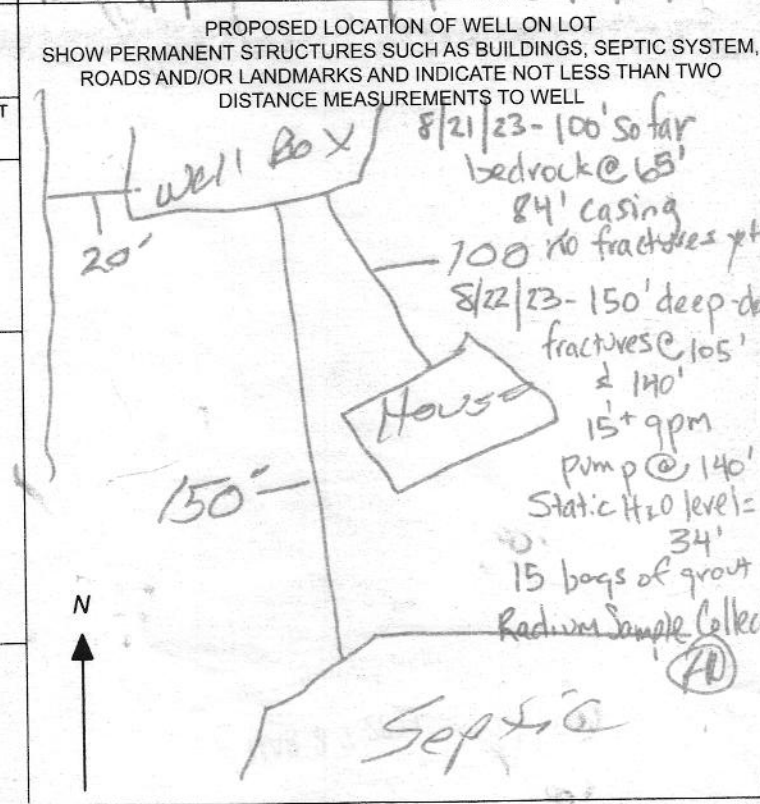 PROPOSED LOCATION OF WELL ON LOT
SHOW PERMANENT STRUCTURES SUCH AS BUILDINGS, SEPTIC SYSTEM,
ROADS AND/OR LANDMARKS AND INDICATE NOT LESS THAN TWO
DISTANCE MEASUREMENTS TO WELL
T
Well Box
20'
8/21/23-100' so far
bedrock @ 65'
84' casing
100
no fractures yet
8/22/23-150' deep-
fractures @ 105'
& 140'
15+ gpm
pump @ 140'
Static H2O level=
34'
15 bags of grout
Radium Sample Collec
House
150'
N
Septic